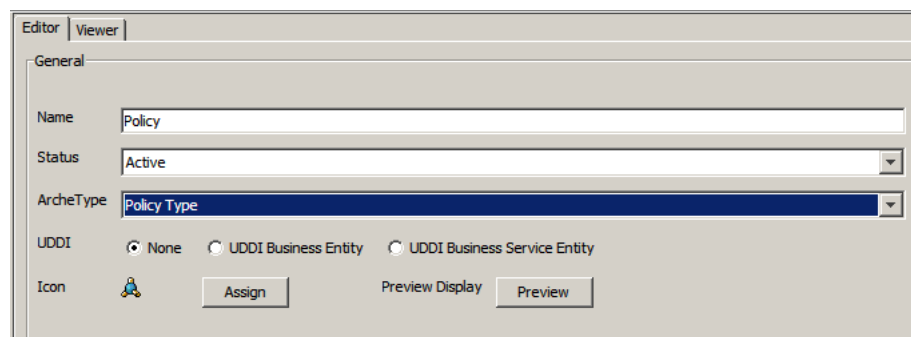 Editor Viewer
General
Name Policy
Status Active
ArcheType Policy Type
UDDI None UDDI Business Entity UDDI Business Service Entity
Icon Assign Preview Display Preview